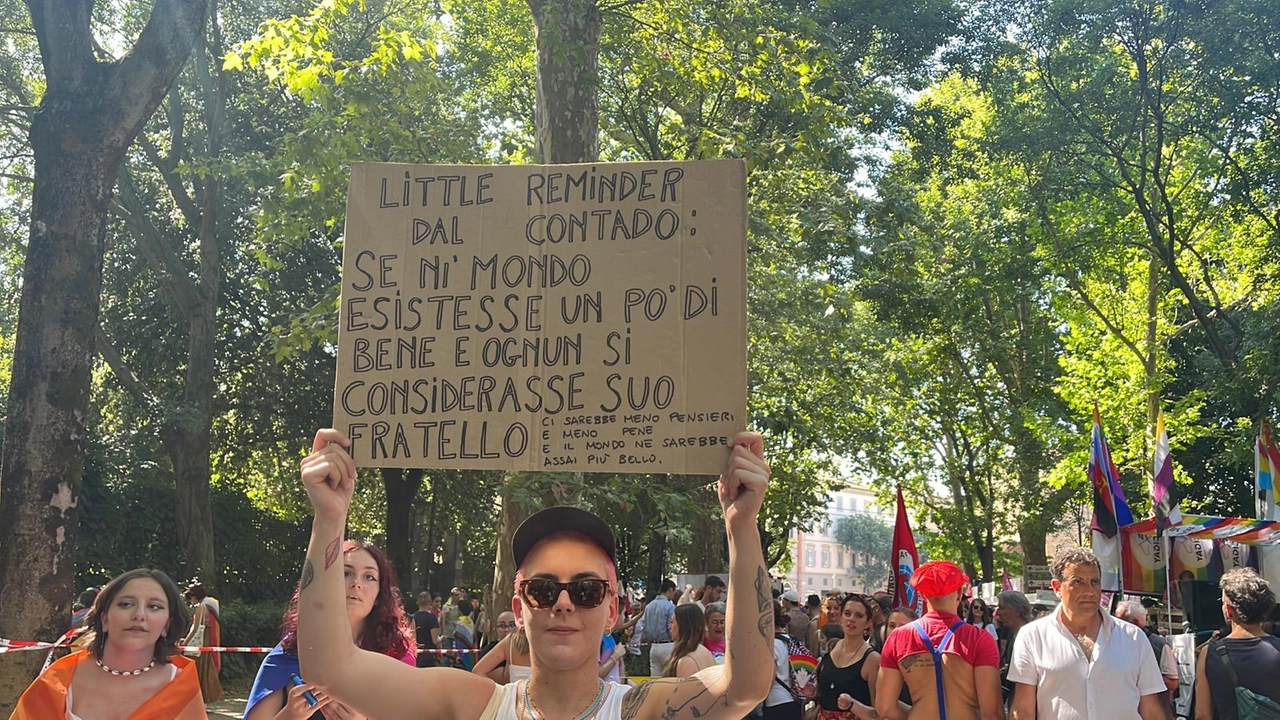 LiTTLE REMiNDER
DAL CONTADO:
SE Ni' MONDO
ESiSTESSE UN PO' Di
BENE E OGNUN Si
CONSiDERASSE SUO
FRATELLO
CI SAREBBE MENO PENSIERI
E MENO PENE
E IL MONDO NE SAREBBE
ASSAI PIÙ BELLO.